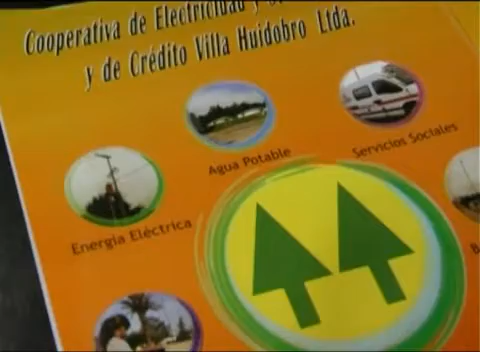 Cooperativa de Electricidad y
y de Crédito Villa Huidobro Ltda.
Agua Potable
Servicios Sociales
Energía Eléctrica